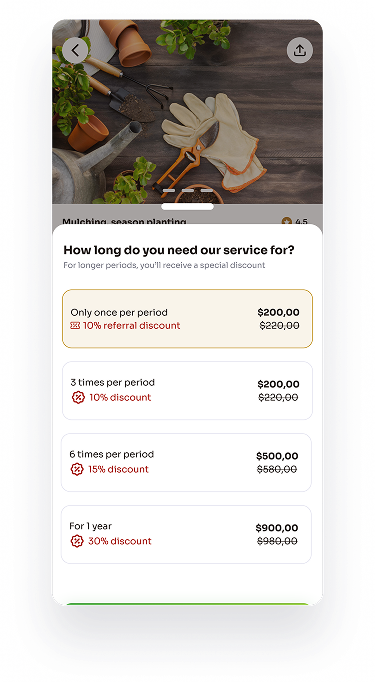 Mulching, season planting 4.5
How long do you need our service for?
For longer periods, you'll receive a special discount
Only once per period $200,00
10% referral discount $220,00
3 times per period $200,00
10% discount $220,00
6 times per period $500,00
15% discount $580,00
For 1 year $900,00
30% discount $980,00